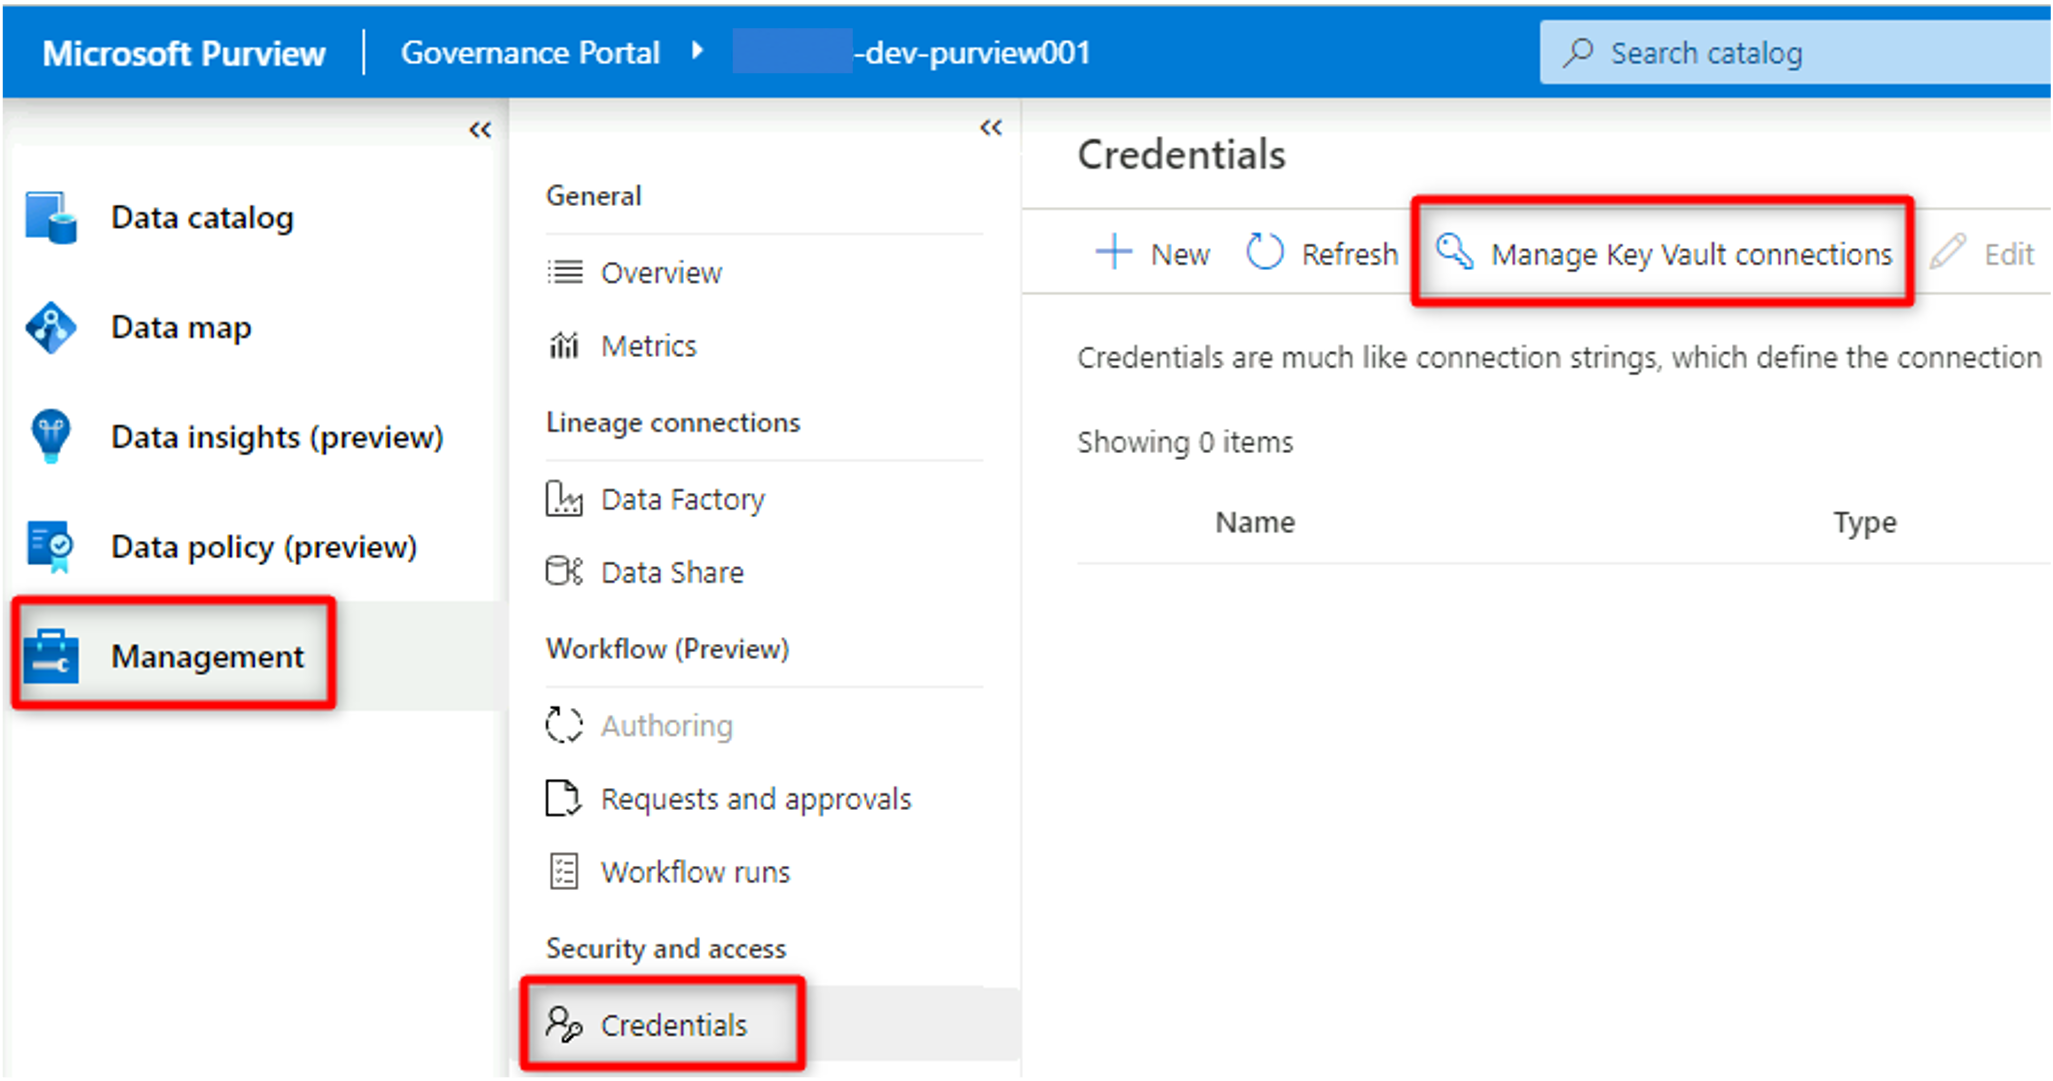 Microsoft Purview
Governance Portal
-dev-purview001
Search catalog
Data catalog
Data map
Data insights (preview)
Data policy (preview)
Management
General
Overview
Metrics
Lineage connections
Data Factory
Data Share
Workflow (Preview)
Authoring
Requests and approvals
Workflow runs
Security and access
Credentials
Credentials
New Refresh Manage Key Vault connections Edit
Credentials are much like connection strings, which define the connection
Showing 0 items
Name Type